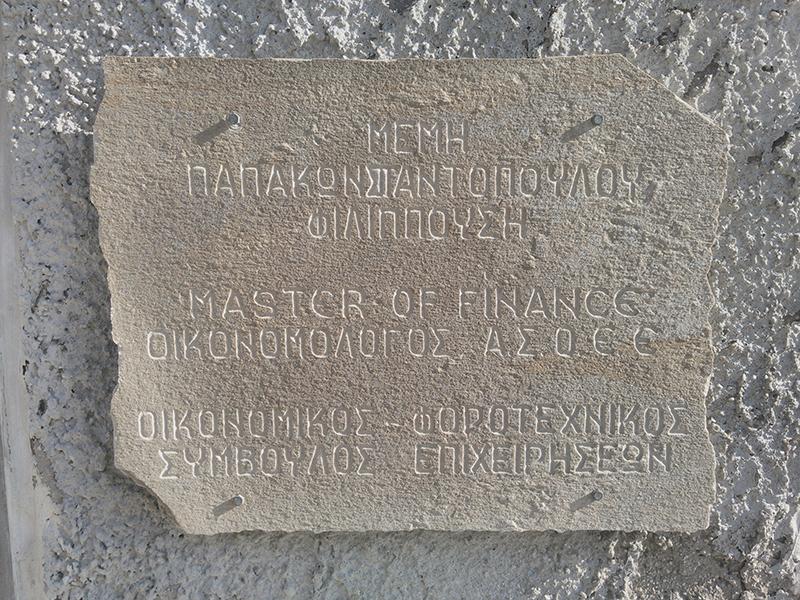 ΜΕΜΗ
ΠΑΠΑΚΩΝΣΤΑΝΤΟΠΟΥΛΟΥ,
ΦΙΛΙΠΠΟΥΣΗ
"MASTER OF FINANCE"
ΟΙΚΟΝΟΜΟΛΟΓΟΣ Α.Σ.Ο.Ε Ε
ΟΙΚΟΝΟΜΙΚΟΣ - ΦΟΡΟΤΕΧΝΙΚΟΣ
ΣΥΜΒΟΥΛΟΣ ΕΠΙΧΕΙΡΗΣΕΩΝ